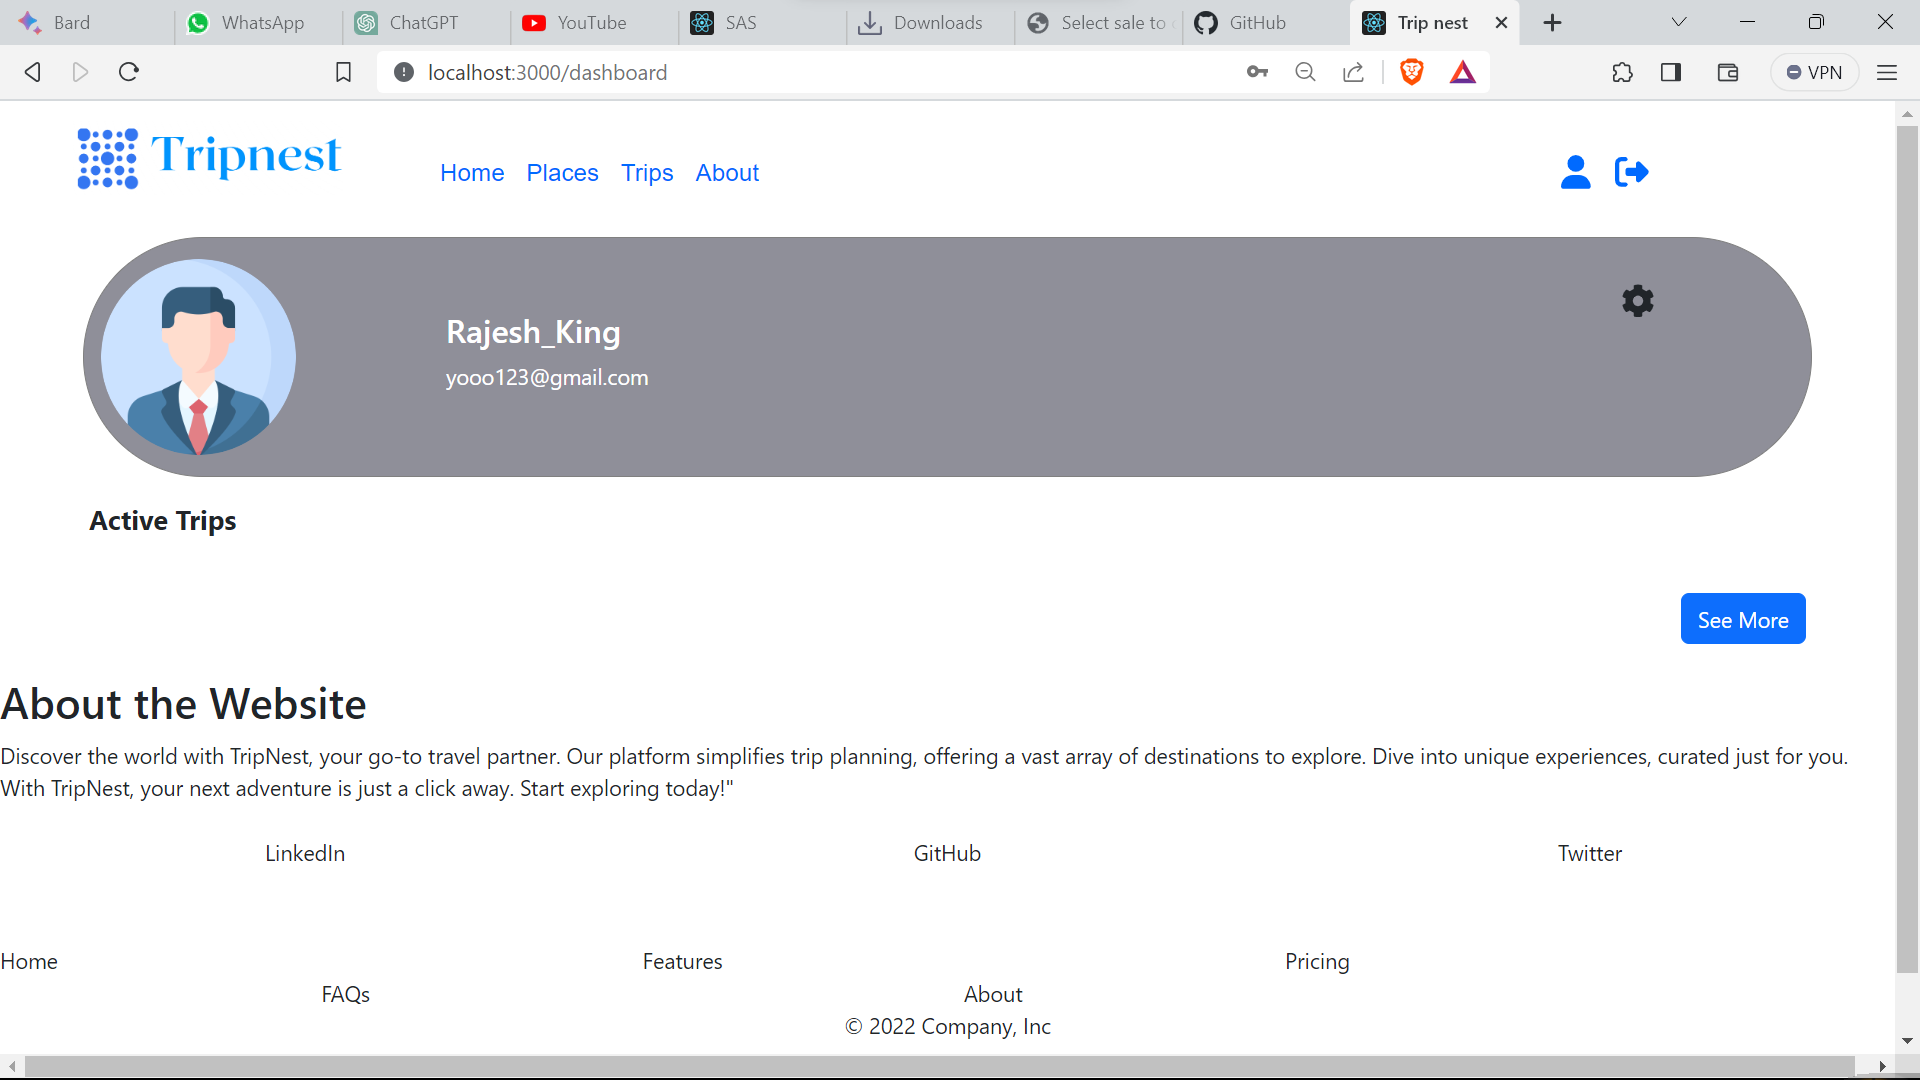 Bard WhatsApp ChatGPT YouTube SAS Downloads Select sale to GitHub Trip nest
localhost:3000/dashboard VPN
Tripnest Home Places Trips About
Rajesh_King
yooo123@gmail.com
Active Trips
See More
About the Website
Discover the world with TripNest, your go-to travel partner. Our platform simplifies trip planning, offering a vast array of destinations to explore. Dive into unique experiences, curated just for you.
With TripNest, your next adventure is just a click away. Start exploring today!"
LinkedIn GitHub Twitter
Home Features Pricing
FAQs About
© 2022 Company, Inc